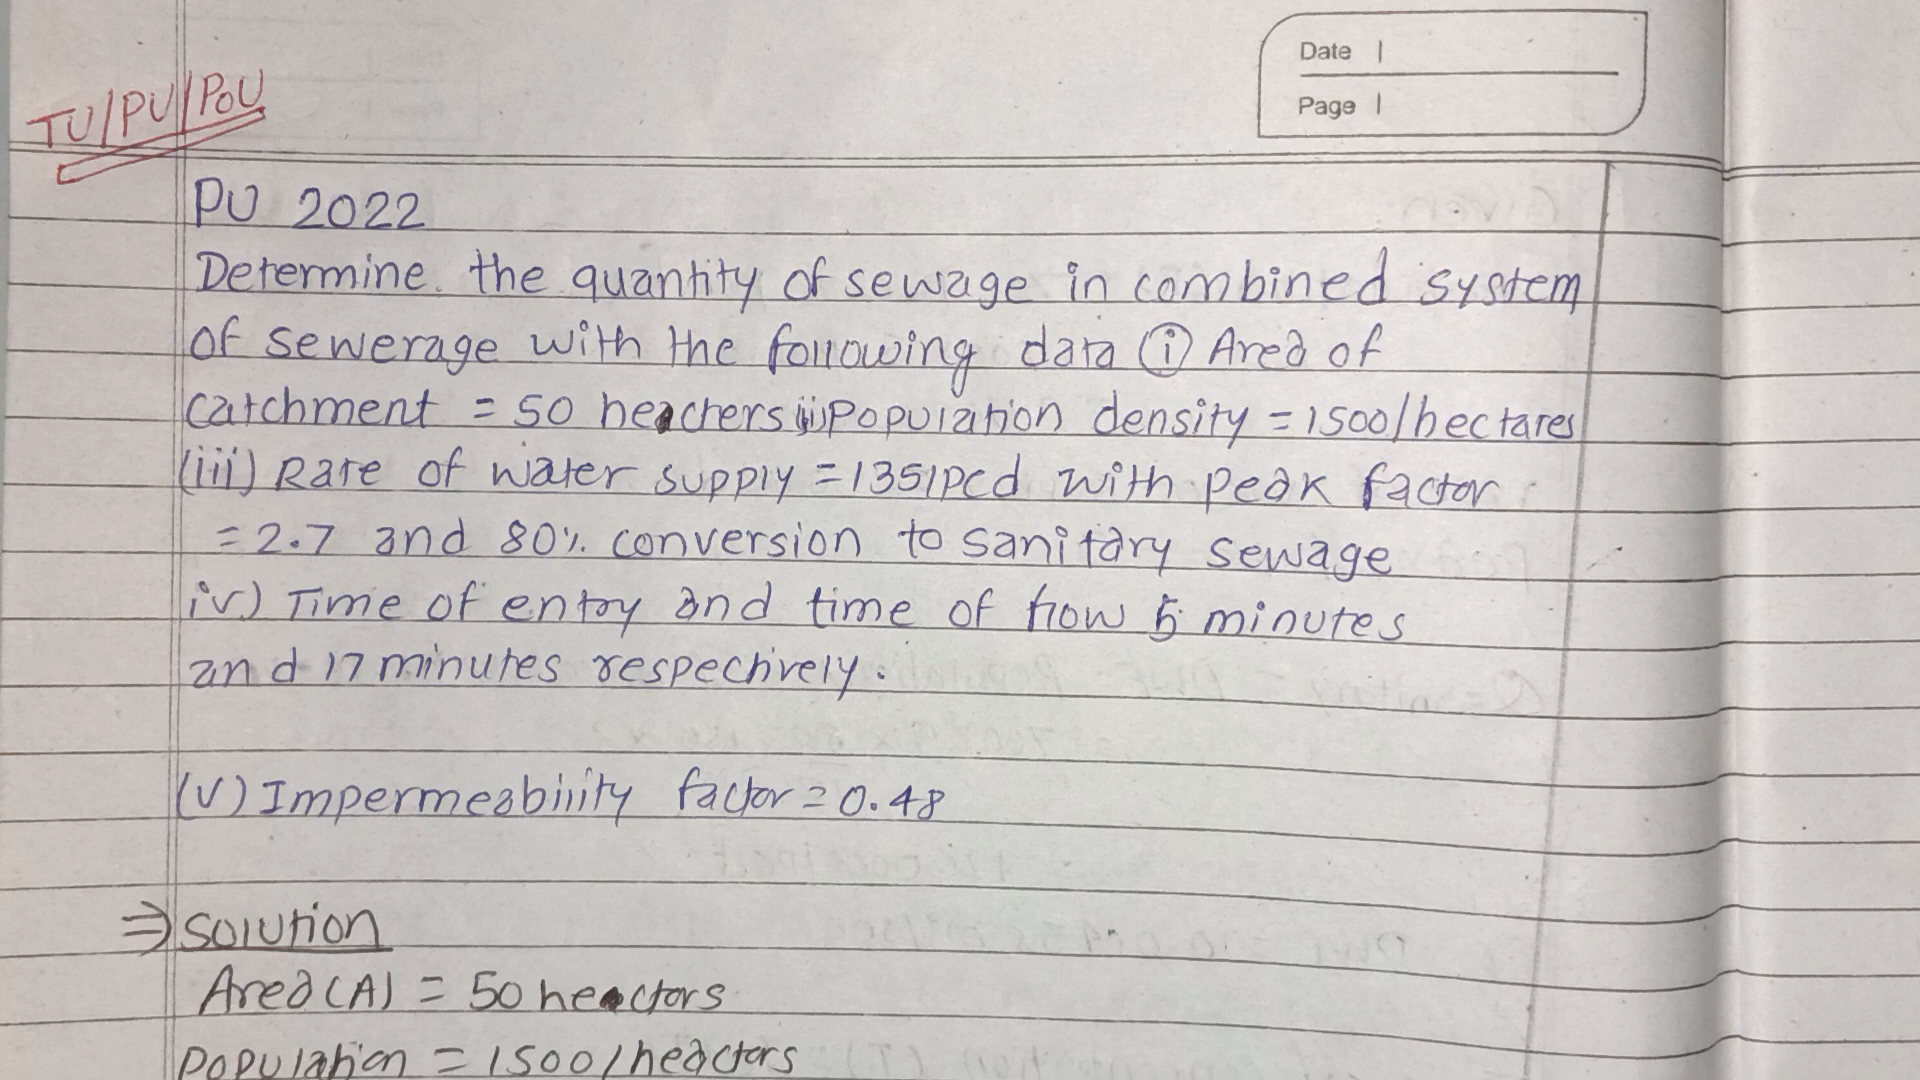 TU/PU/POU
Date
Page
PU 2022
Determine the quantity of sewage in combined system
of sewerage with the following data (i) Area of
catchment = 50 heacters (ii) Population density = 1500/hectares
(iii) Rate of water supply = 135lpcd with peak factor
= 2.7 and 80% conversion to sanitary sewage
iv) Time of entry and time of flow 5 minutes
and 17 minutes respectively.
(v) Impermeability factor = 0.48
⇒ Solution
Area (A) = 50 heactors
Population = 1500/heactors